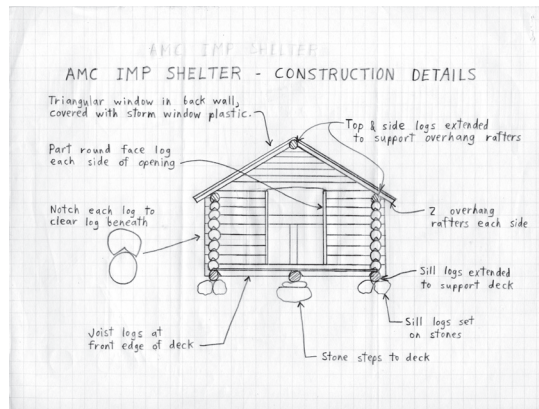 AMC IMP SHELTER
AMC IMP SHELTER - CONSTRUCTION DETAILS
Triangular window in back wall,
covered with storm window plastic.
Top & side logs extended
to support overhang rafters
Part round face log
each side of opening
Notch each log to
clear log beneath
2 overhang
rafters each side
Sill logs extended
to support deck
Sill logs set
on stones
Joist logs at
front edge of deck
Stone steps to deck